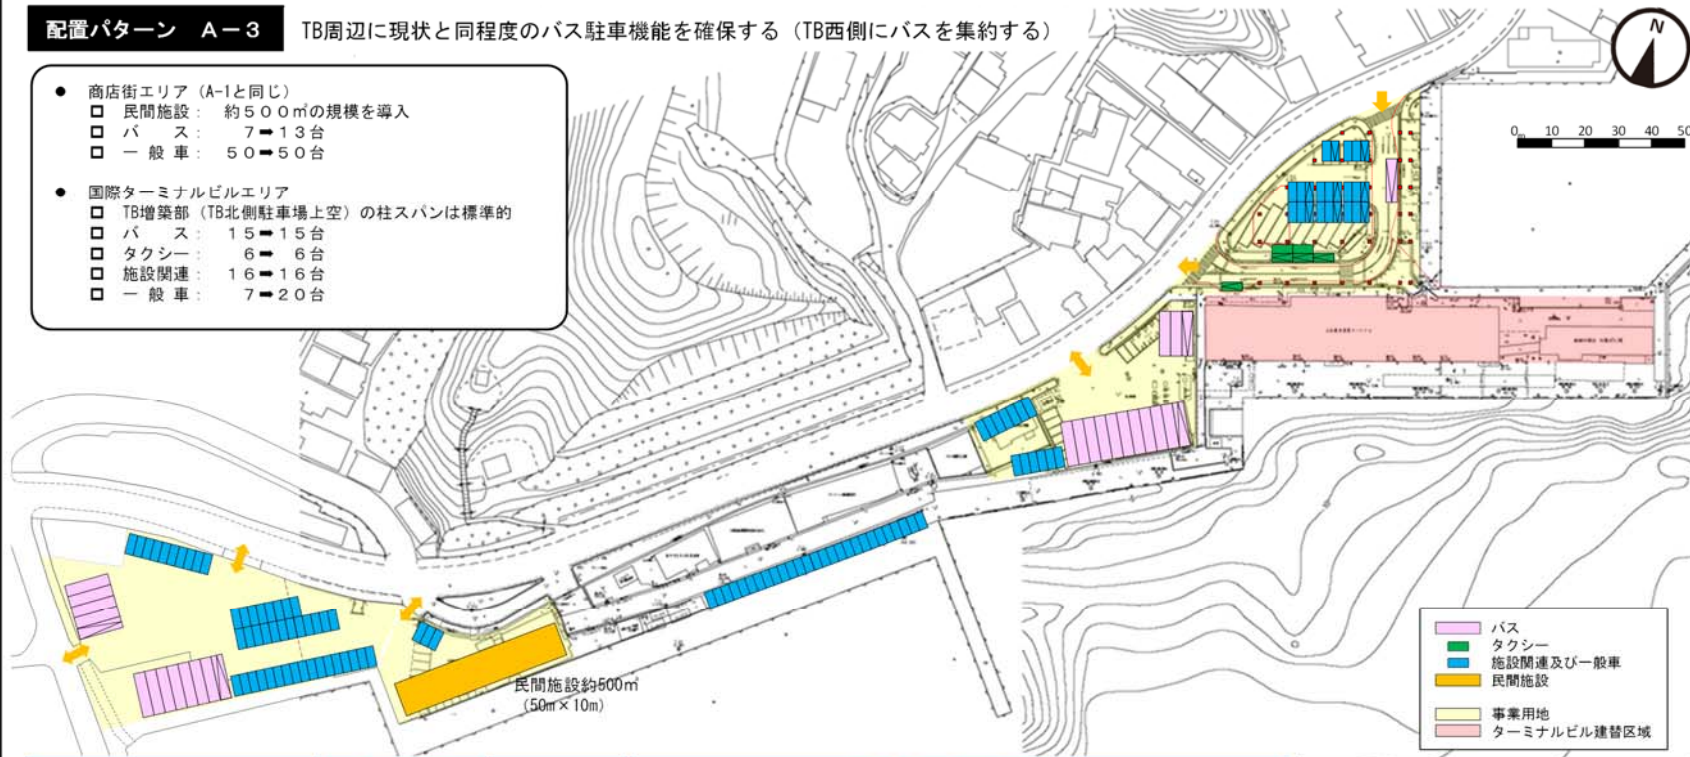 配置パターン A－3
TB周辺に現状と同程度のバス駐車機能を確保する（TB西側にバスを集約する）
● 商店街エリア（A-1と同じ）
□ 民間施設： 約500㎡の規模を導入
□ バス： 7➡13台
□ 一般車： 50➡50台
● 国際ターミナルビルエリア
□ TB増築部（TB北側駐車場上空）の柱スパンは標準的
□ バス： 15➡15台
□ タクシー： 6➡ 6台
□ 施設関連： 16➡16台
□ 一般車： 7➡20台
N
0 10 20 30 40 50
民間施設約500㎡
（50m×10m）
バス
タクシー
施設関連及び一般車
民間施設
事業用地
ターミナルビル建替区域